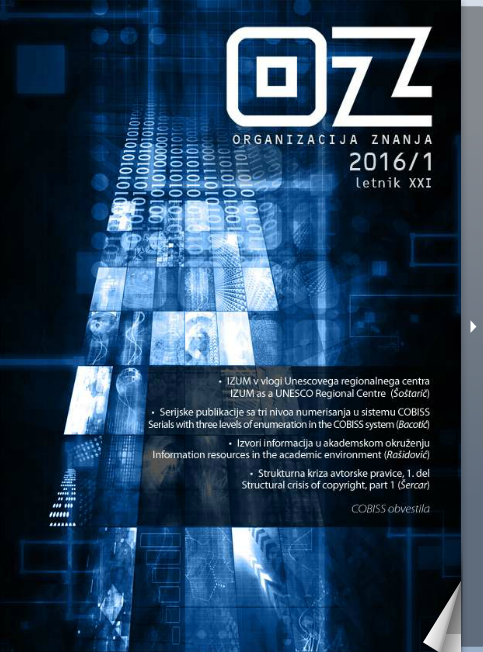 OZ
ORGANIZACIJA ZNANJA
2016/1
letnik XXI
• IZUM v vlogi Unescovega regionalnega centra
IZUM as a UNESCO Regional Centre (Šoštarič)
• Serijske publikacije sa tri nivoa numerisanja u sistemu COBISS
Serials with three levels of enumeration in the COBISS system (Bacotić)
• Izvori informacija u akademskom okruženju
Information resources in the academic environment (Rašidović)
• Strukturna kriza avtorske pravice, 1. del
Structural crisis of copyright, part 1 (Šercar)
COBISS obvestila